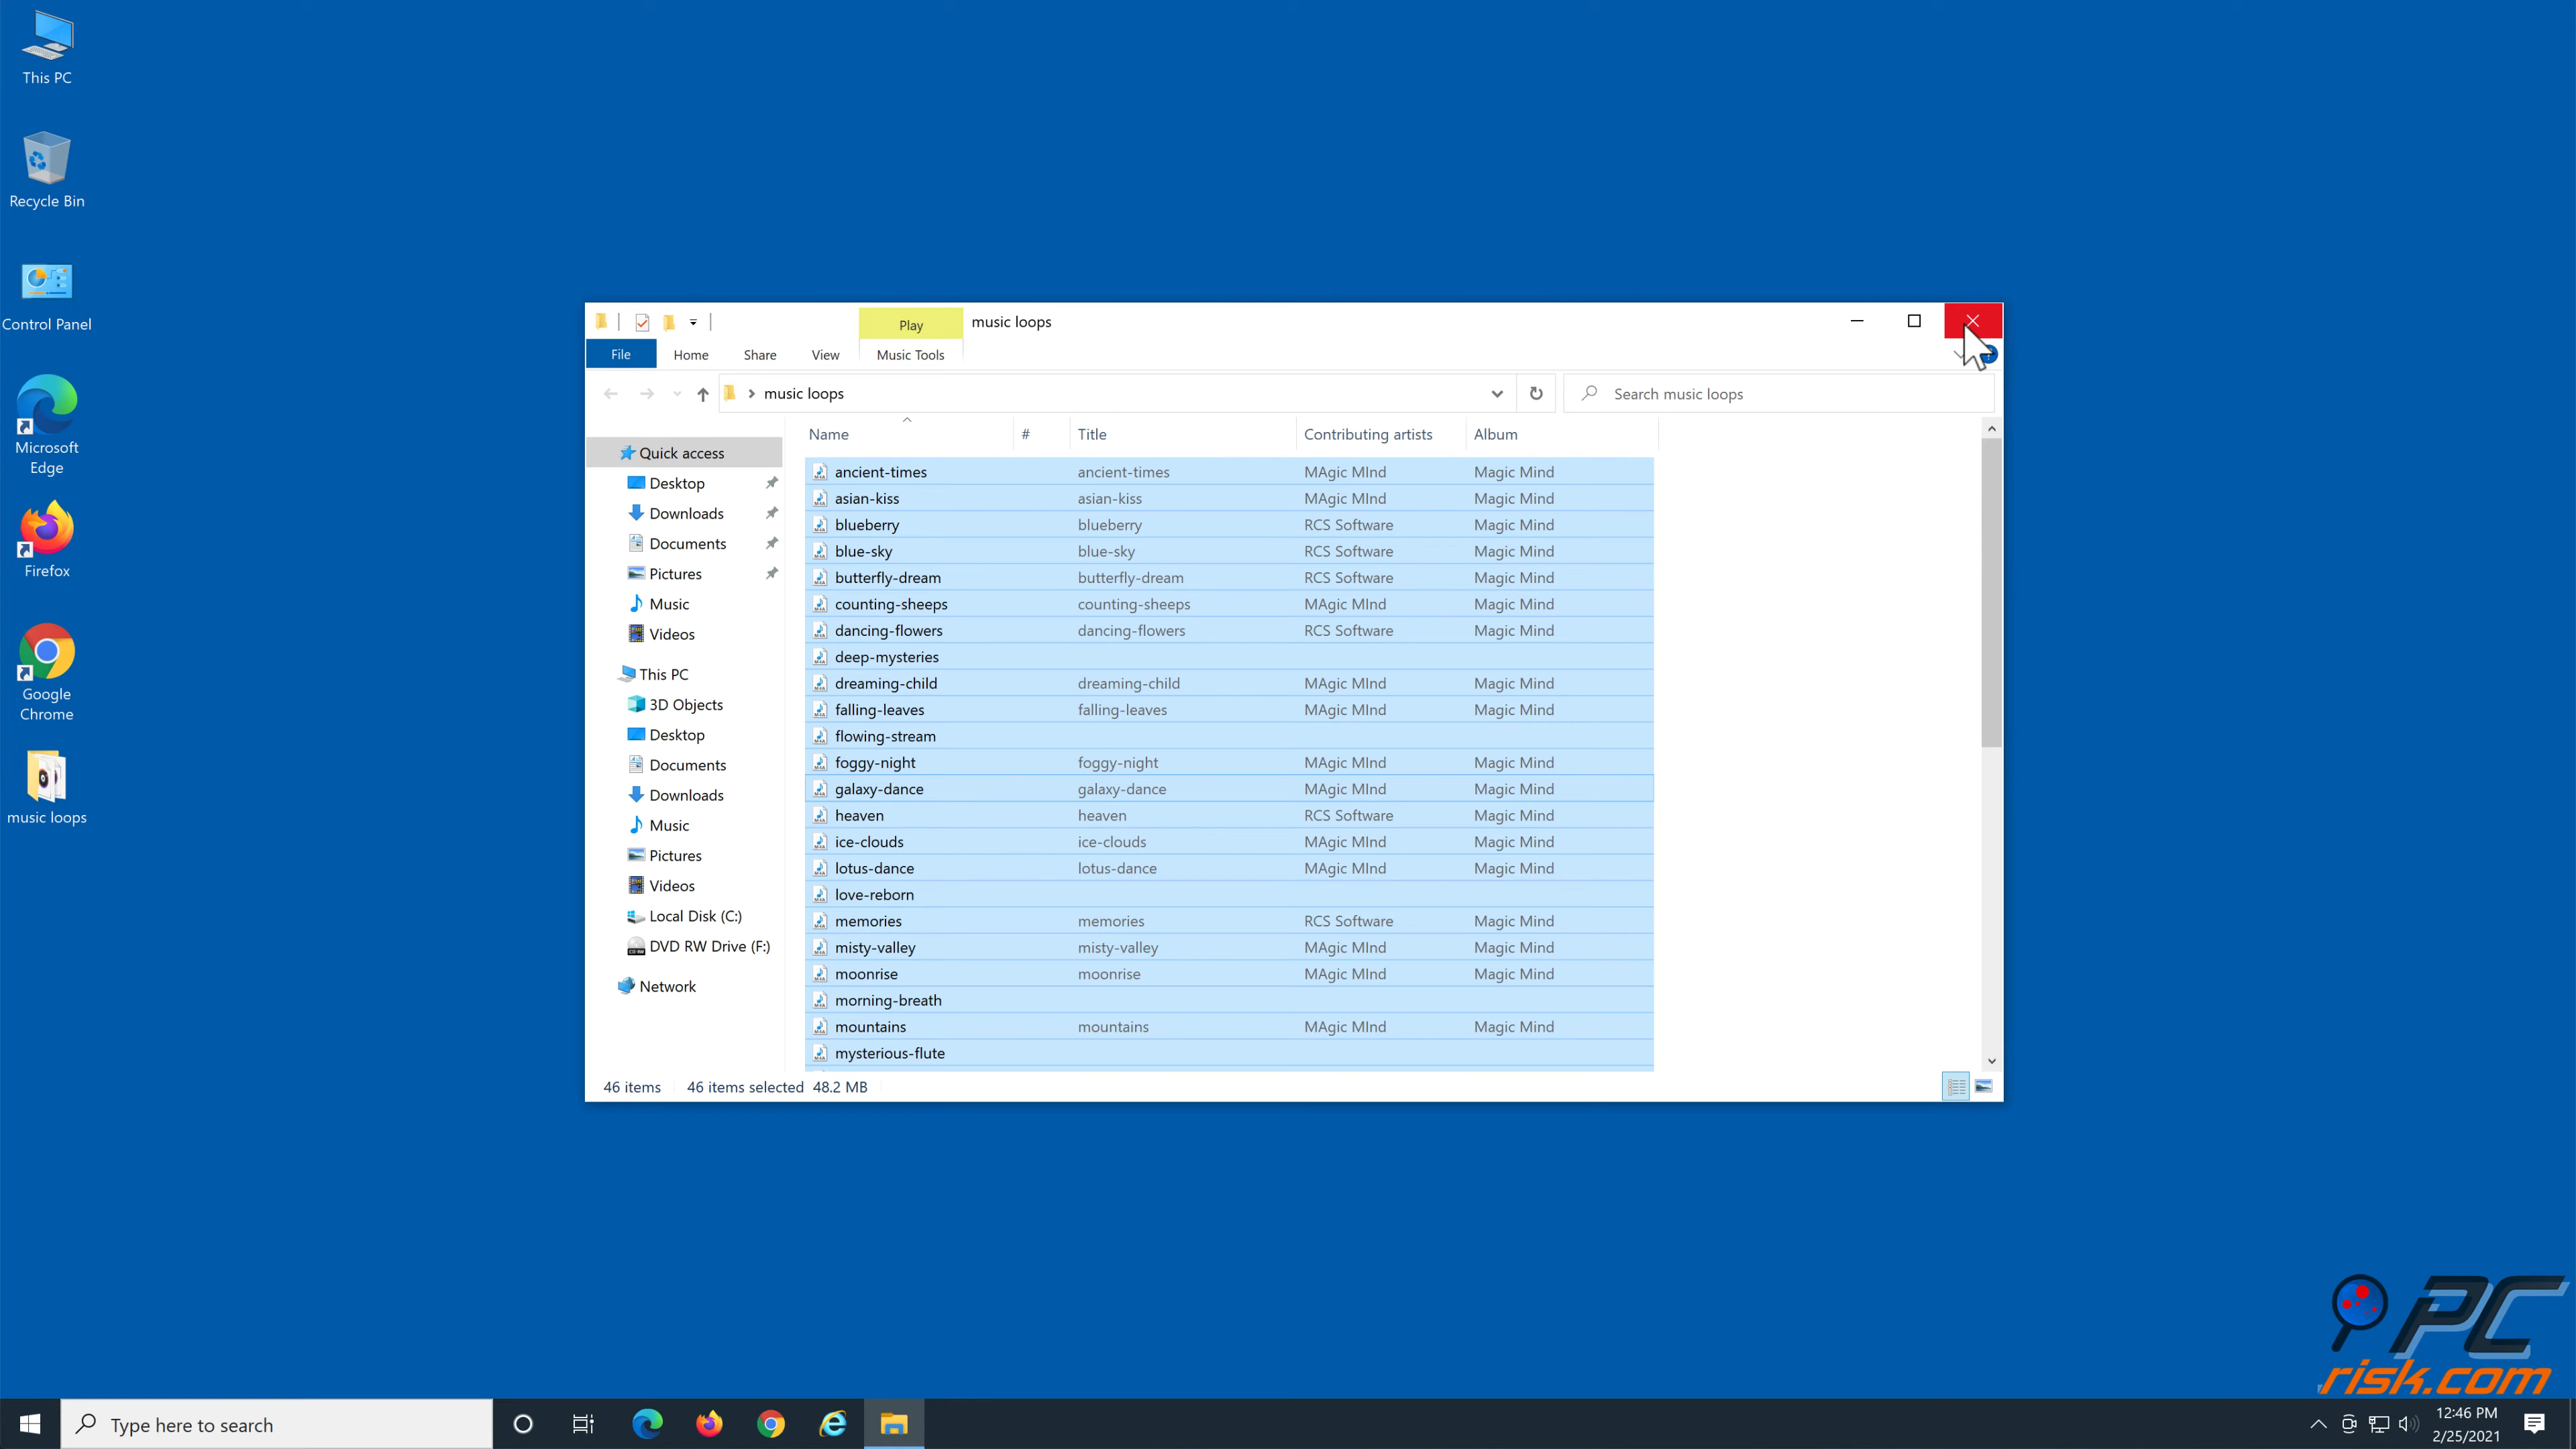 This PC
Recycle Bin
Control Panel
Microsoft
Edge
Firefox
Google
Chrome
music loops
Play
music loops
File
Home
Share
View
Music Tools
music loops
Search music loops
Quick access
Desktop
Downloads
Documents
Pictures
Music
Videos
This PC
3D Objects
Desktop
Documents
Downloads
Music
Pictures
Videos
Local Disk (C:)
DVD RW Drive (F:)
Network
Name # Title Contributing artists Album
ancient-times ancient-times MAgic MInd Magic Mind
asian-kiss asian-kiss MAgic MInd Magic Mind
blueberry blueberry RCS Software Magic Mind
blue-sky blue-sky RCS Software Magic Mind
butterfly-dream butterfly-dream RCS Software Magic Mind
counting-sheeps counting-sheeps MAgic MInd Magic Mind
dancing-flowers dancing-flowers RCS Software Magic Mind
deep-mysteries
dreaming-child dreaming-child MAgic MInd Magic Mind
falling-leaves falling-leaves MAgic MInd Magic Mind
flowing-stream
foggy-night foggy-night MAgic MInd Magic Mind
galaxy-dance galaxy-dance MAgic MInd Magic Mind
heaven heaven RCS Software Magic Mind
ice-clouds ice-clouds MAgic MInd Magic Mind
lotus-dance lotus-dance MAgic MInd Magic Mind
love-reborn
memories memories RCS Software Magic Mind
misty-valley misty-valley MAgic MInd Magic Mind
moonrise moonrise MAgic MInd Magic Mind
morning-breath
mountains mountains MAgic MInd Magic Mind
mysterious-flute
46 items 46 items selected 48.2 MB
PC
risk.com
Type here to search
12:46 PM
2/25/2021